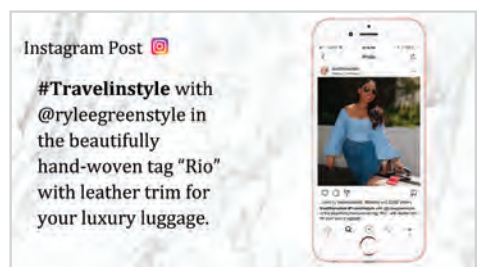 Instagram Post
#Travelinstyle with
@ryleegreenstyle in
the beautifully
hand-woven tag “Rio”
with leather trim for
your luxury luggage.
Photo